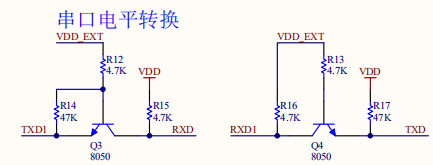 串口电平转换
VDD_EXT
R12
4.7K
VDD
R14
47K
R15
4.7K
TXD1
RXD
Q3
8050
VDD_EXT
R13
4.7K
VDD
R16
4.7K
R17
47K
RXD1
TXD
Q4
8050